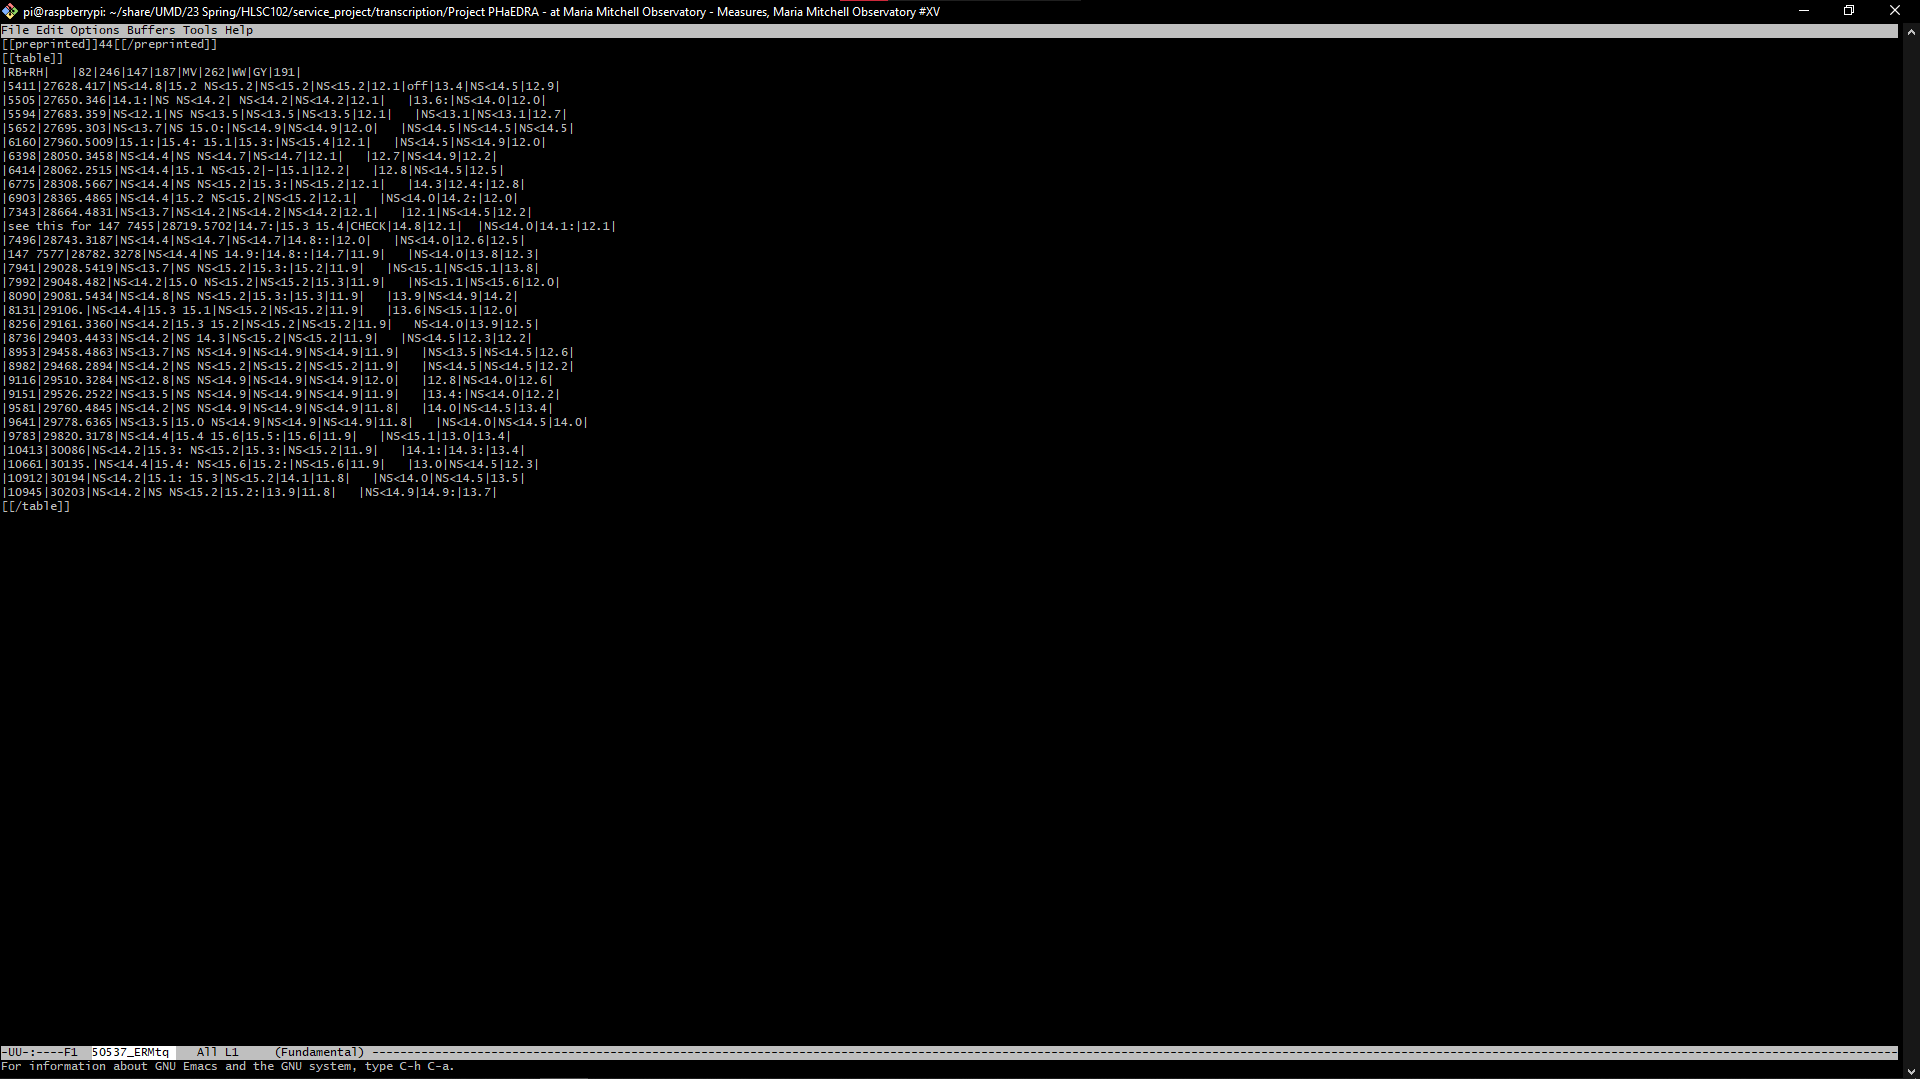 pi@raspberrypi: ~/share/UMD/23 Spring/HLSC102/service_project/transcription/Project PHaEDRA - at Maria Mitchell Observatory - Measures, Maria Mitchell Observatory #XV
File Edit Options Buffers Tools Help
[[preprinted]]44[[/preprinted]]
[[table]]
|RB+RH|   |82|246|147|187|MV|262|WW|GY|191|
|5411|27628.417|NS<14.8|15.2 NS<15.2|NS<15.2|NS<15.2|12.1|off|13.4|NS<14.5|12.9|
|5505|27650.346|14.1:|NS NS<14.2| NS<14.2|NS<14.2|12.1|   |13.6:|NS<14.0|12.0|
|5594|27683.359|NS<12.1|NS NS<13.5|NS<13.5|NS<13.5|12.1|   |NS<13.1|NS<13.1|12.7|
|5652|27695.303|NS<13.7|NS 15.0:|NS<14.9|NS<14.9|12.0|   |NS<14.5|NS<14.5|NS<14.5|
|6160|27960.5009|15.1:|15.4: 15.1|15.3:|NS<15.4|12.1|   |NS<14.5|NS<14.9|12.0|
|6398|28050.3458|NS<14.4|NS NS<14.7|NS<14.7|12.1|   |12.7|NS<14.9|12.2|
|6414|28062.2515|NS<14.4|15.1 NS<15.2|-|15.1|12.2|   |12.8|NS<14.5|12.5|
|6775|28308.5667|NS<14.4|NS NS<15.2|15.3:|NS<15.2|12.1|   |14.3|12.4:|12.8|
|6903|28365.4865|NS<14.4|15.2 NS<15.2|NS<15.2|12.1|   |NS<14.0|14.2:|12.0|
|7343|28664.4831|NS<13.7|NS<14.2|NS<14.2|NS<14.2|12.1|   |12.1|NS<14.5|12.2|
|see this for 147 7455|28719.5702|14.7:|15.3 15.4|CHECK|14.8|12.1|  |NS<14.0|14.1:|12.1|
|7496|28743.3187|NS<14.4|NS<14.7|NS<14.7|14.8::|12.0|   |NS<14.0|12.6|12.5|
|147 7577|28782.3278|NS<14.4|NS 14.9:|14.8::|14.7|11.9|   |NS<14.0|13.8|12.3|
|7941|29028.5419|NS<13.7|NS NS<15.2|15.3:|15.2|11.9|   |NS<15.1|NS<15.1|13.8|
|7992|29048.482|NS<14.2|15.0 NS<15.2|NS<15.2|15.3|11.9|   |NS<15.1|NS<15.6|12.0|
|8090|29081.5434|NS<14.8|NS NS<15.2|15.3:|15.3|11.9|   |13.9|NS<14.9|14.2|
|8131|29106.|NS<14.4|15.3 15.1|NS<15.2|NS<15.2|11.9|   |13.6|NS<15.1|12.0|
|8256|29161.3360|NS<14.2|15.3 15.2|NS<15.2|NS<15.2|11.9|   NS<14.0|13.9|12.5|
|8736|29403.4433|NS<14.2|NS 14.3|NS<15.2|NS<15.2|11.9|   |NS<14.5|12.3|12.2|
|8953|29458.4863|NS<13.7|NS NS<14.9|NS<14.9|NS<14.9|11.9|   |NS<13.5|NS<14.5|12.6|
|8982|29468.2894|NS<14.2|NS NS<15.2|NS<15.2|NS<15.2|11.9|   |NS<14.5|NS<14.5|12.2|
|9116|29510.3284|NS<12.8|NS NS<14.9|NS<14.9|NS<14.9|12.0|   |12.8|NS<14.0|12.6|
|9151|29526.2522|NS<13.5|NS NS<14.9|NS<14.9|NS<14.9|11.9|   |13.4:|NS<14.0|12.2|
|9581|29760.4845|NS<14.2|NS NS<14.9|NS<14.9|NS<14.9|11.8|   |14.0|NS<14.5|13.4|
|9641|29778.6365|NS<13.5|15.0 NS<14.9|NS<14.9|NS<14.9|11.8|   |NS<14.0|NS<14.5|14.0|
|9783|29820.3178|NS<14.4|15.4 15.6|15.5:|15.6|11.9|   |NS<15.1|13.0|13.4|
|10413|30086|NS<14.2|15.3: NS<15.2|15.3:|NS<15.2|11.9|   |14.1:|14.3:|13.4|
|10661|30135.|NS<14.4|15.4: NS<15.6|15.2:|NS<15.6|11.9|   |13.0|NS<14.5|12.3|
|10912|30194|NS<14.2|15.1: 15.3|NS<15.2|14.1|11.8|   |NS<14.0|NS<14.5|13.5|
|10945|30203|NS<14.2|NS NS<15.2|15.2:|13.9|11.8|   |NS<14.9|14.9:|13.7|
[[/table]]
-UU-:----F1  50537_ERMtq    All L1     (Fundamental) ----------
For information about GNU Emacs and the GNU system, type C-h C-a.